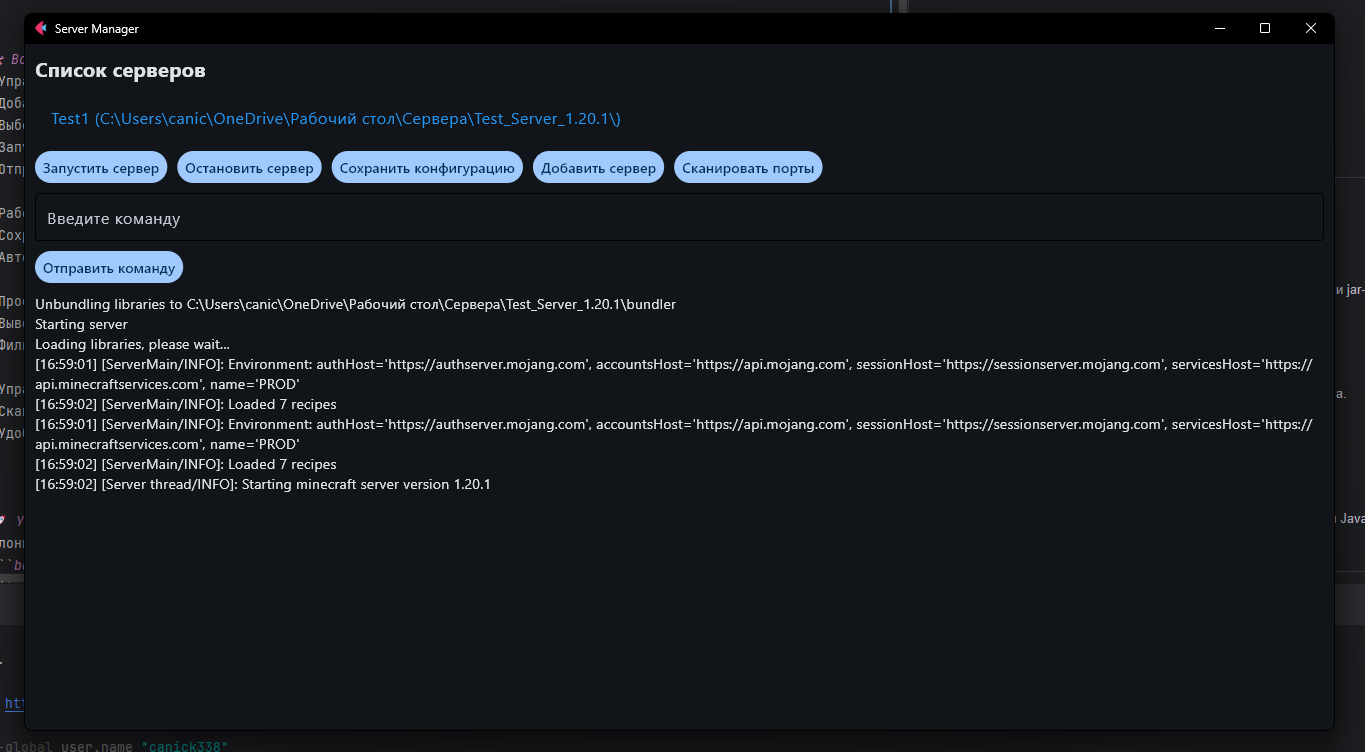 Server Manager
Список серверов
Test1 (C:\Users\canic\OneDrive\Рабочий стол\Сервера\Test_Server_1.20.1\)
Запустить сервер
Остановить сервер
Сохранить конфигурацию
Добавить сервер
Сканировать порты
Введите команду
Отправить команду
Unbundling libraries to C:\Users\canic\OneDrive\Рабочий стол\Сервера\Test_Server_1.20.1\bundler
Starting server
Loading libraries, please wait...
[16:59:01] [ServerMain/INFO]: Environment: authHost='https://authserver.mojang.com', accountsHost='https://api.mojang.com', sessionHost='https://sessionserver.mojang.com', servicesHost='https://
api.minecraftservices.com', name='PROD'
[16:59:02] [ServerMain/INFO]: Loaded 7 recipes
[16:59:01] [ServerMain/INFO]: Environment: authHost='https://authserver.mojang.com', accountsHost='https://api.mojang.com', sessionHost='https://sessionserver.mojang.com', servicesHost='https://
api.minecraftservices.com', name='PROD'
[16:59:02] [ServerMain/INFO]: Loaded 7 recipes
[16:59:02] [Server thread/INFO]: Starting minecraft server version 1.20.1
и jar-
Java
-global user.name "canick338"